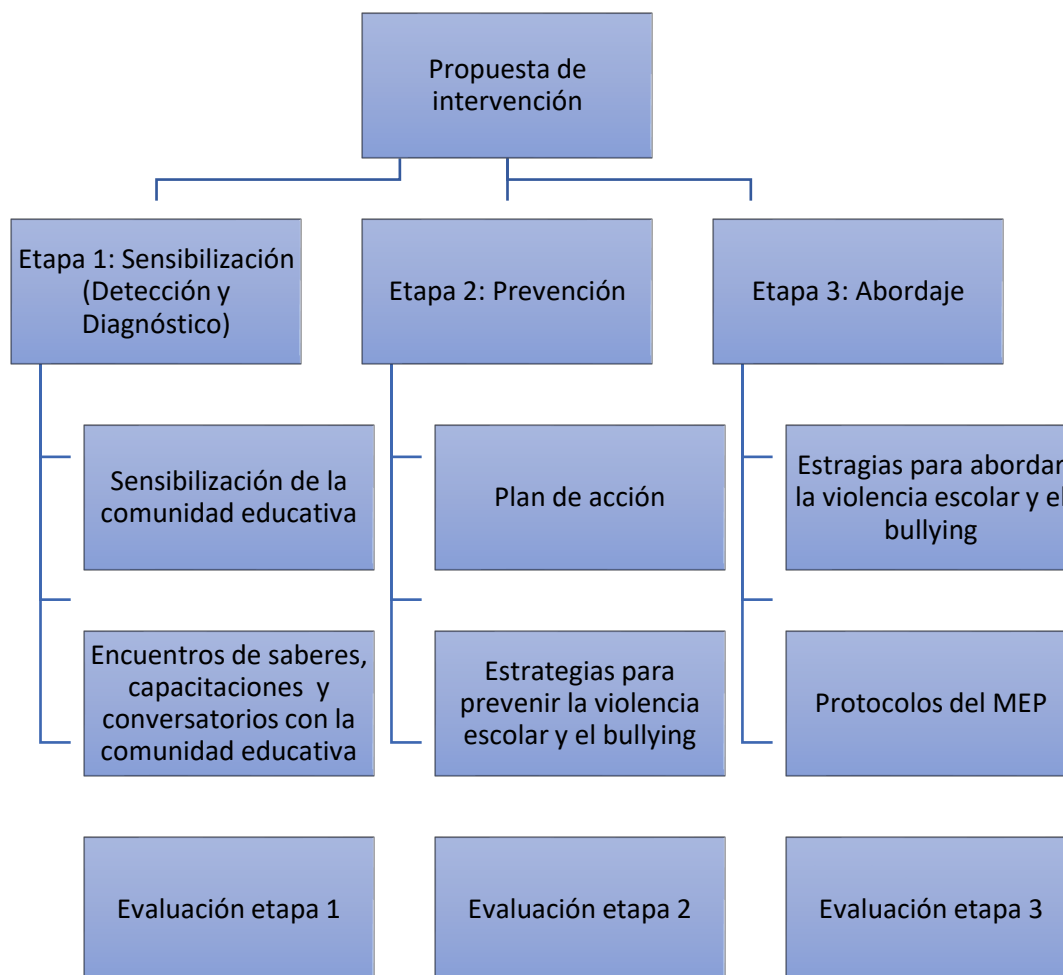 Propuesta de
intervención
Etapa 1: Sensibilización
(Detección y
Diagnóstico)
Etapa 2: Prevención
Etapa 3: Abordaje
Sensibilización de la
comunidad educativa
Plan de acción
Estragias para abordar
la violencia escolar y el
bullying
Encuentros de saberes,
capacitaciones y
conversatorios con la
comunidad educativa
Estrategias para
prevenir la violencia
escolar y el bullying
Protocolos del MEP
Evaluación etapa 1
Evaluación etapa 2
Evaluación etapa 3